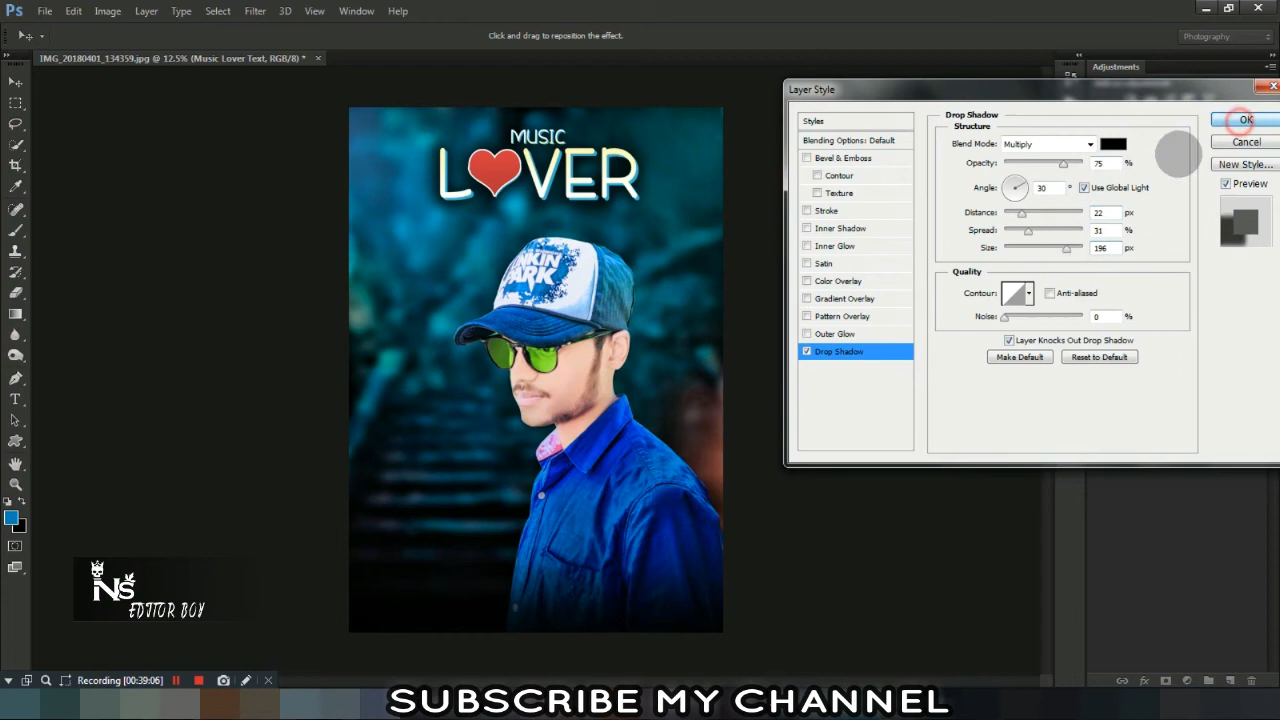 Ps File Edit Image Layer Type Select Filter 3D View Window Help
Click and drag to reposition the effect.
Photography
IMG_20180401_134359.jpg @ 12.5% (Music Lover Text, RGB/8) * ×
Adjustments
Layer Style
Styles
Blending Options: Default
Bevel & Emboss
Contour
Texture
Stroke
Inner Shadow
Inner Glow
Satin
Color Overlay
Gradient Overlay
Pattern Overlay
Outer Glow
Drop Shadow
Drop Shadow
Structure
Blend Mode: Multiply
Opacity: 75 %
Angle: 30 ° Use Global Light
Distance: 22 px
Spread: 31 %
Size: 196 px
Quality
Contour: Anti-aliased
Noise: 0 %
Layer Knocks Out Drop Shadow
Make Default Reset to Default
OK
Cancel
New Style...
Preview
MUSIC
L❤VER
PARK
NS
EDITOR BOY
Recording [00:39:06]
SUBSCRIBE MY CHANNEL